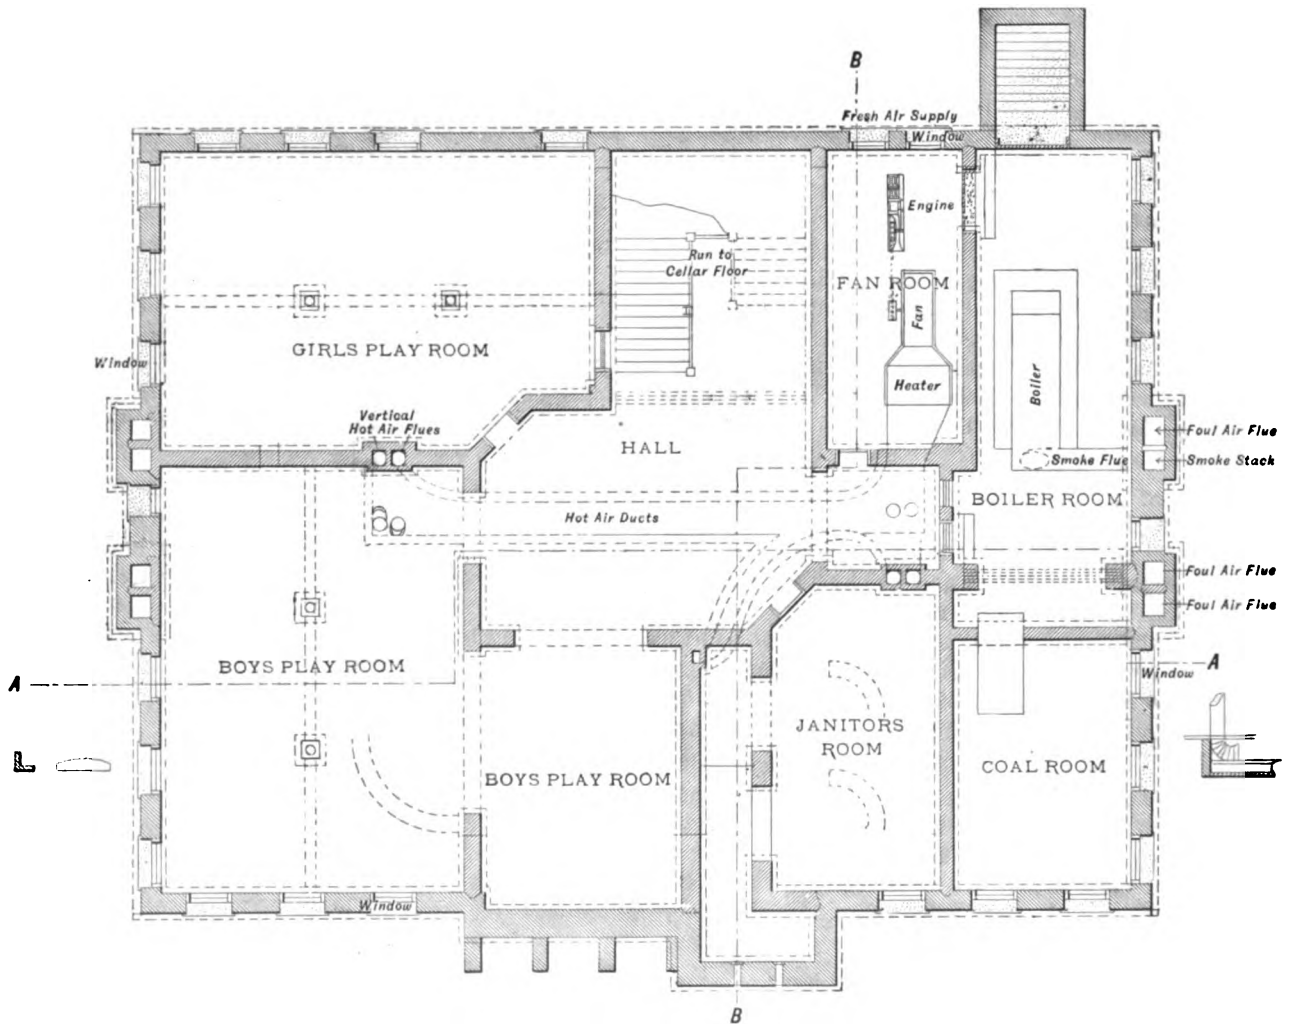 B
Fresh Air Supply
Window
Engine
Run to
Cellar Floor
FAN ROOM
Fan
GIRLS PLAY ROOM
Window
Heater
Boiler
Vertical
Hot Air Flues
HALL
Foul Air Flue
Smoke Flue
Smoke Stack
BOILER ROOM
Hot Air Ducts
Foul Air Flue
Foul Air Flue
BOYS PLAY ROOM
A
A
Window
JANITORS
ROOM
BOYS PLAY ROOM
COAL ROOM
Window
B